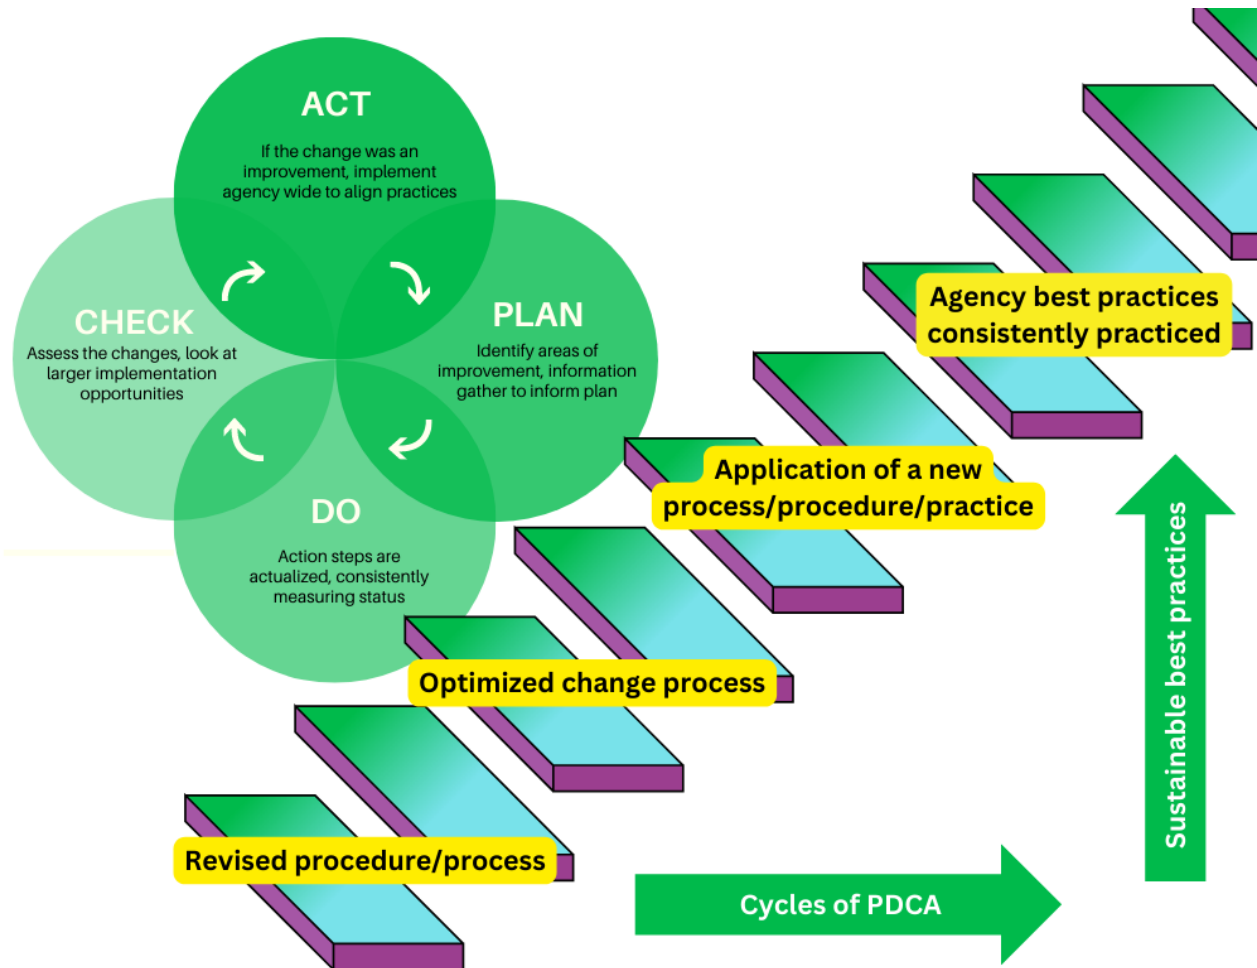 ACT
If the change was an
improvement, implement
agency wide to align practices
CHECK
Assess the changes, look at
larger implementation
opportunities
PLAN
Identify areas of
improvement, information
gather to inform plan
DO
Action steps are
actualized, consistently
measuring status
Agency best practices
consistently practiced
Application of a new
process/procedure/practice
Optimized change process
Revised procedure/process
Cycles of PDCA
Sustainable best practices